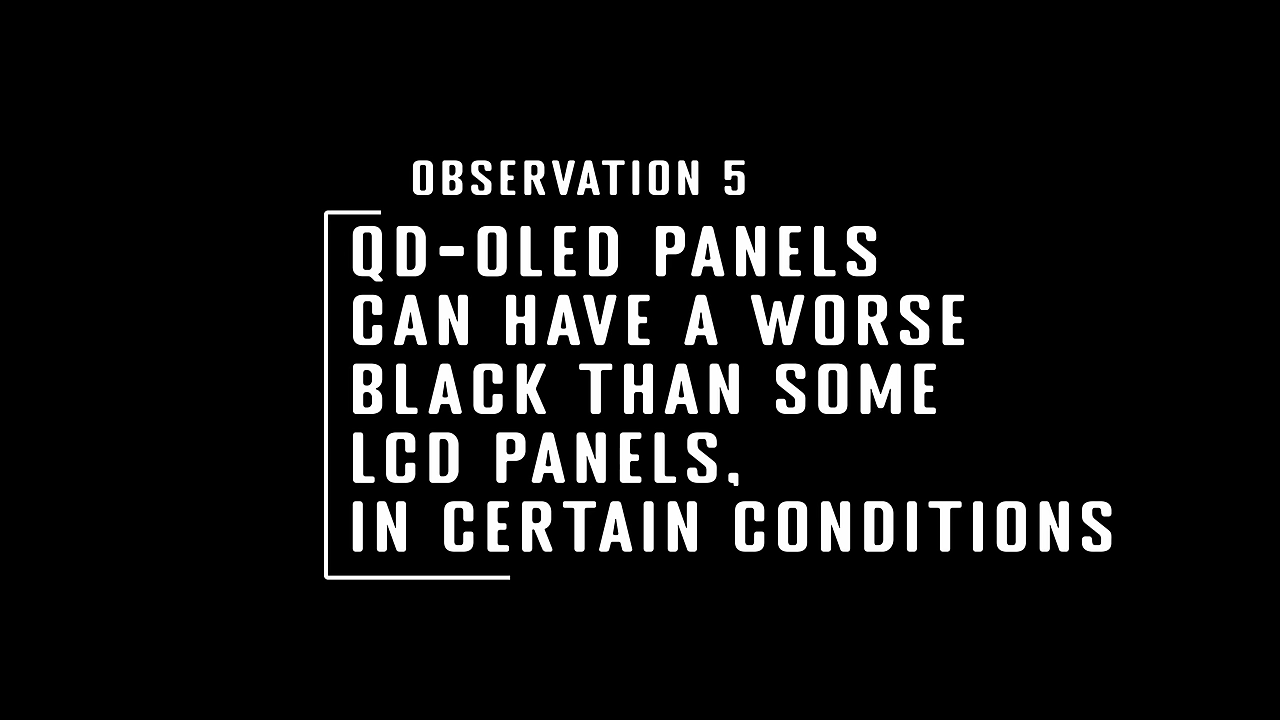 OBSERVATION 5
QD-OLED PANELS
CAN HAVE A WORSE
BLACK THAN SOME
LCD PANELS,
IN CERTAIN CONDITIONS